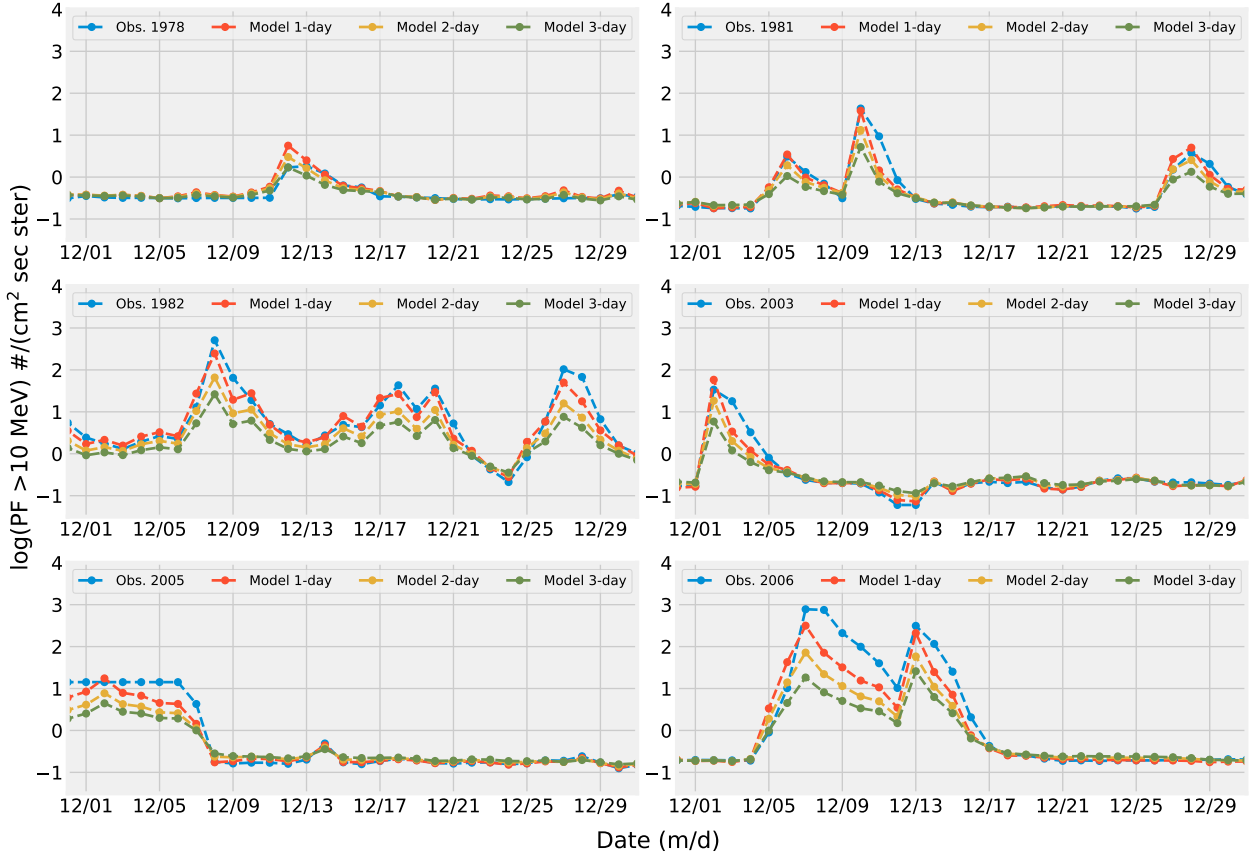 log(PF >10 MeV) #/(cm² sec ster)
Obs. 1978 Model 1-day Model 2-day Model 3-day
4
3
2
1
0
−1
12/01 12/05 12/09 12/13 12/17 12/21 12/25 12/29
Obs. 1981 Model 1-day Model 2-day Model 3-day
4
3
2
1
0
−1
12/01 12/05 12/09 12/13 12/17 12/21 12/25 12/29
Obs. 1982 Model 1-day Model 2-day Model 3-day
4
3
2
1
0
−1
12/01 12/05 12/09 12/13 12/17 12/21 12/25 12/29
Obs. 2003 Model 1-day Model 2-day Model 3-day
4
3
2
1
0
−1
12/01 12/05 12/09 12/13 12/17 12/21 12/25 12/29
Obs. 2005 Model 1-day Model 2-day Model 3-day
4
3
2
1
0
−1
12/01 12/05 12/09 12/13 12/17 12/21 12/25 12/29
Obs. 2006 Model 1-day Model 2-day Model 3-day
4
3
2
1
0
−1
12/01 12/05 12/09 12/13 12/17 12/21 12/25 12/29
Date (m/d)